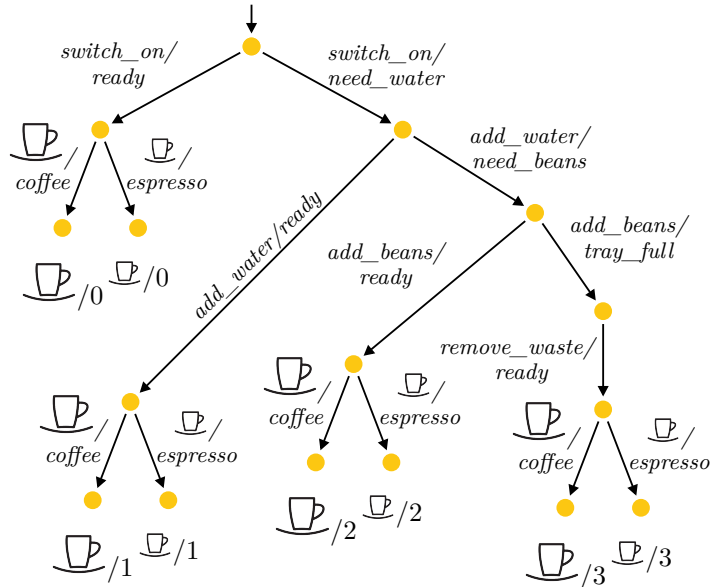 switch_on/
ready
switch_on/
need_water
add_water/
need_beans
/
coffee
/
espresso
add_water/ready
add_beans/
ready
add_beans/
tray_full
/0
/0
remove_waste/
ready
/
coffee
/
espresso
/
coffee
/
espresso
/
coffee
/
espresso
/1
/1
/2
/2
/3
/3